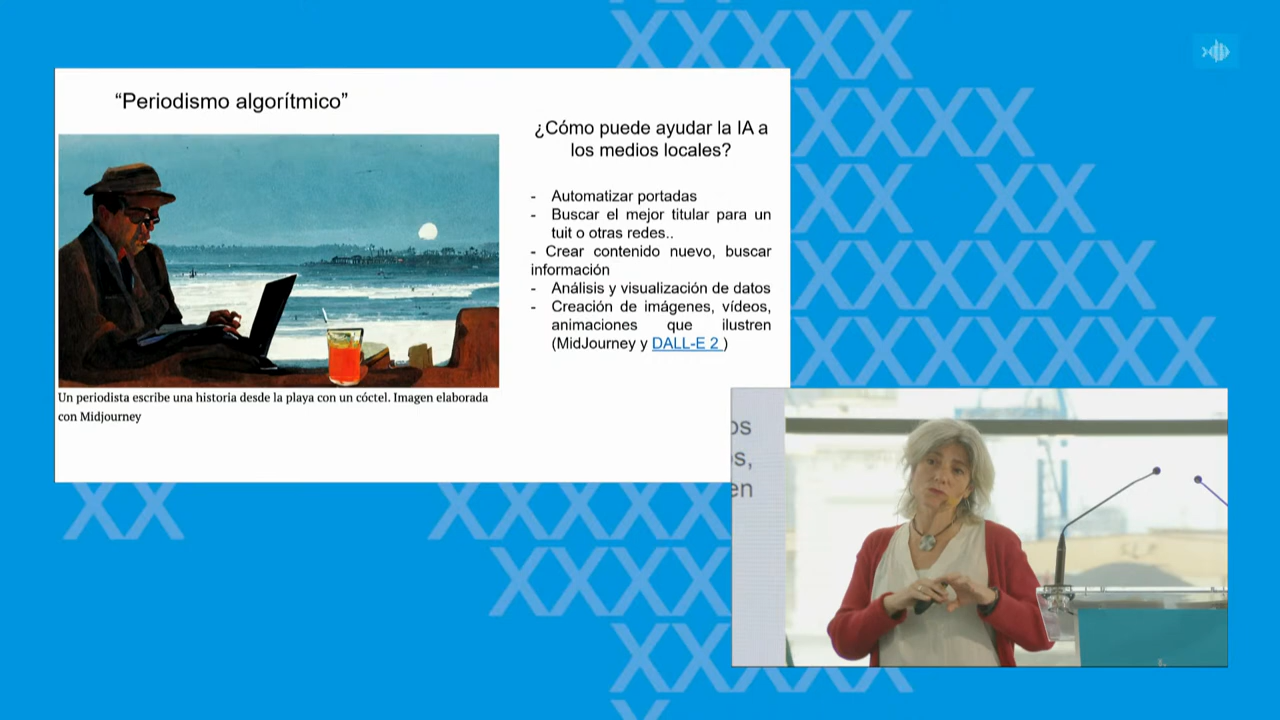 “Periodismo algorítmico”
¿Cómo puede ayudar la IA a
los medios locales?
- Automatizar portadas
- Buscar el mejor titular para un
tuit o otras redes..
- Crear contenido nuevo, buscar
información
- Análisis y visualización de datos
- Creación de imágenes, vídeos,
animaciones que ilustren
(MidJourney y DALL-E 2 )
Un periodista escribe una historia desde la playa con un cóctel. Imagen elaborada
con Midjourney
os
s,
en